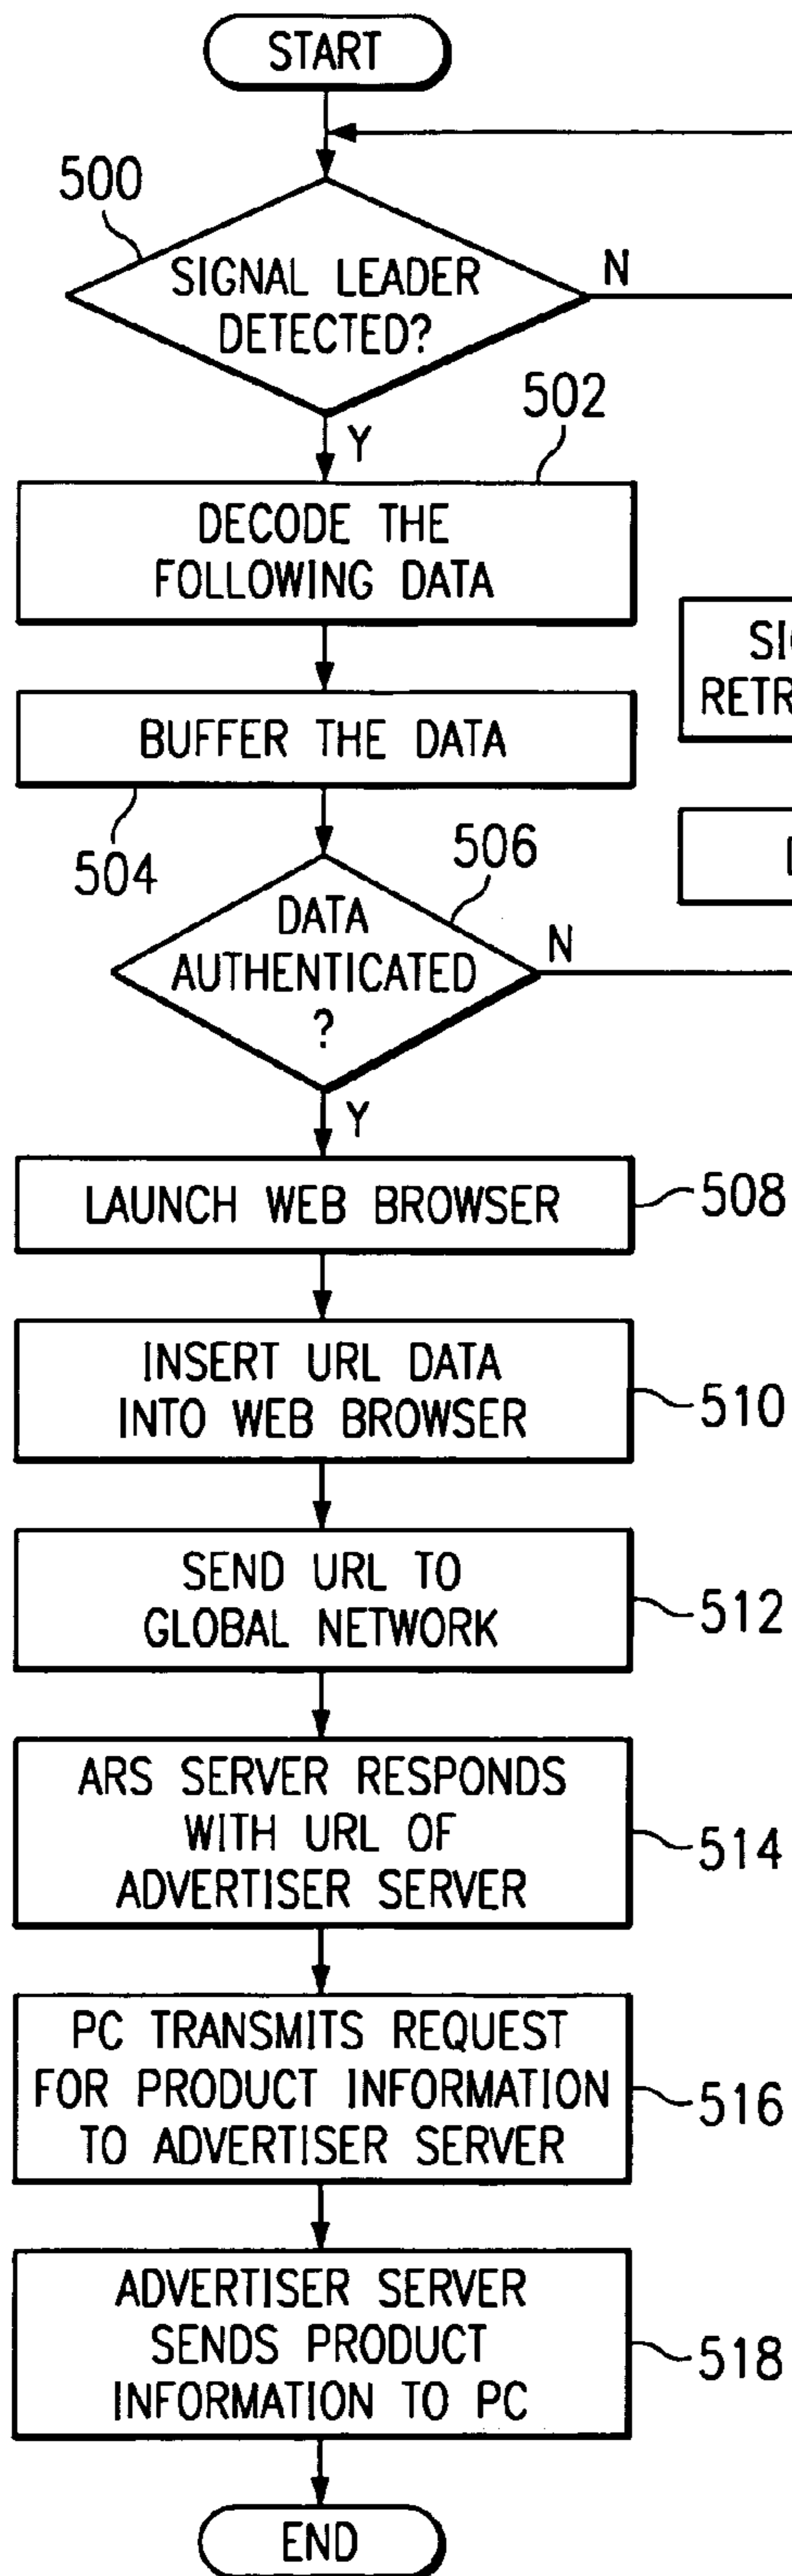 START
500
SIGNAL LEADER
DETECTED?
N
Y
502
DECODE THE
FOLLOWING DATA
BUFFER THE DATA
504
506
DATA
AUTHENTICATED
?
N
Y
LAUNCH WEB BROWSER
508
INSERT URL DATA
INTO WEB BROWSER
510
SEND URL TO
GLOBAL NETWORK
512
ARS SERVER RESPONDS
WITH URL OF
ADVERTISER SERVER
514
PC TRANSMITS REQUEST
FOR PRODUCT INFORMATION
TO ADVERTISER SERVER
516
ADVERTISER SERVER
SENDS PRODUCT
INFORMATION TO PC
518
END